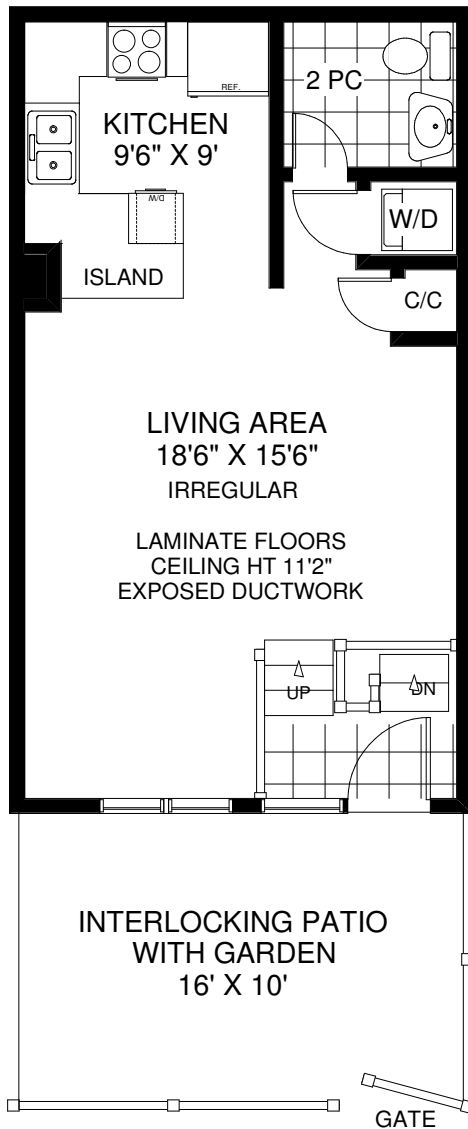 REF.
2 PC
KITCHEN
9'6" X 9'
D/W
W/D
ISLAND
C/C
LIVING AREA
18'6" X 15'6"
IRREGULAR
LAMINATE FLOORS
CEILING HT 11'2"
EXPOSED DUCTWORK
UP
DN
INTERLOCKING PATIO
WITH GARDEN
16' X 10'
GATE